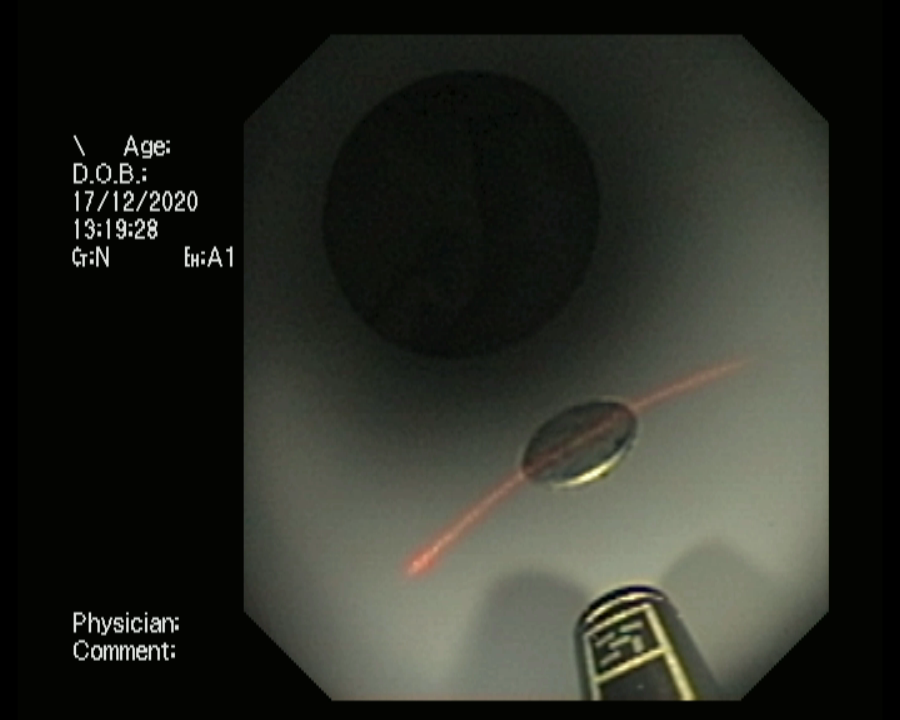 \ Age:
D.O.B.:
17/12/2020
13:19:28
Cr:N EH:A1
Physician:
Comment: